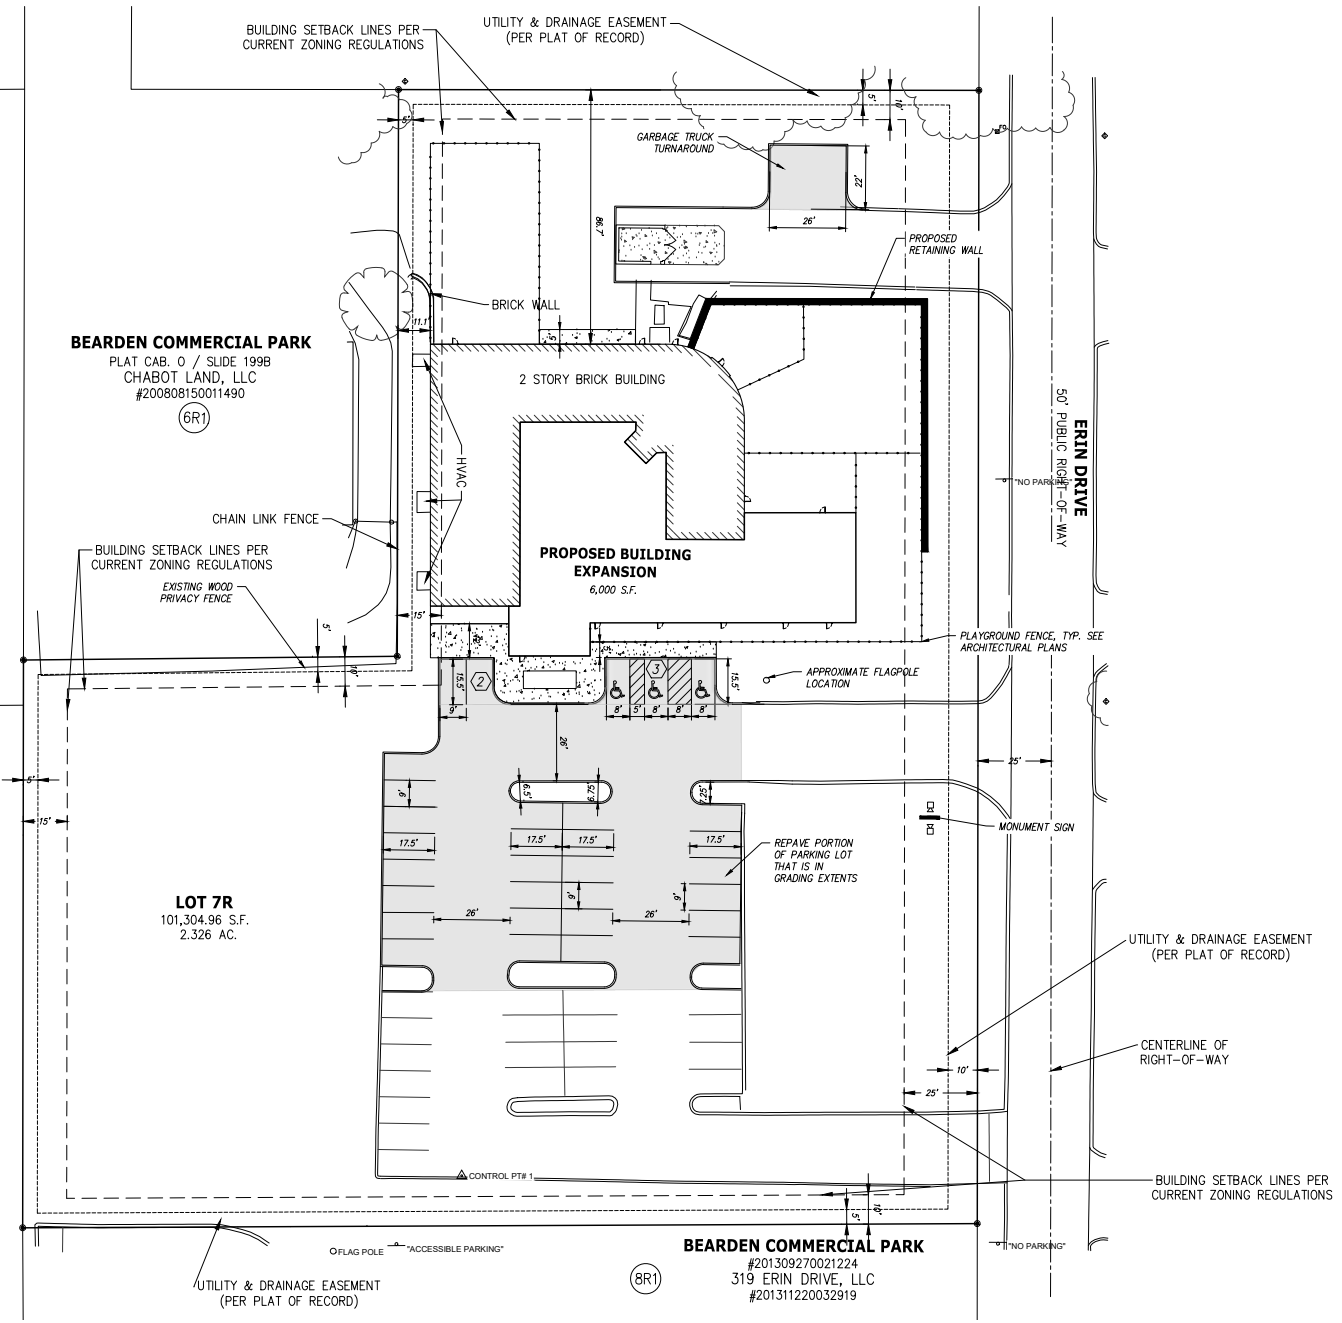 BUILDING SETBACK LINES PER
CURRENT ZONING REGULATIONS
UTILITY & DRAINAGE EASEMENT
(PER PLAT OF RECORD)
5'
5'
10'
GARBAGE TRUCK
TURNAROUND
22'
26'
86.7'
PROPOSED
RETAINING WALL
BRICK WALL
11.1'
5'
BEARDEN COMMERCIAL PARK
PLAT CAB. O / SLIDE 199B
CHABOT LAND, LLC
#200808150011490
6R1
2 STORY BRICK BUILDING
HVAC
ERIN DRIVE
50' PUBLIC RIGHT-OF-WAY
"NO PARKING"
CHAIN LINK FENCE
BUILDING SETBACK LINES PER
CURRENT ZONING REGULATIONS
EXISTING WOOD
PRIVACY FENCE
PROPOSED BUILDING
EXPANSION
6,000 S.F.
15'
5'
10'
PLAYGROUND FENCE, TYP. SEE
ARCHITECTURAL PLANS
APPROXIMATE FLAGPOLE
LOCATION
15.5'
2
3
15.5'
9'
8'
5'
8'
8'
8'
26'
25'
5'
15'
9'
6.5'
6.75'
7.25'
MONUMENT SIGN
17.5'
17.5'
17.5'
17.5'
REPAVE PORTION
OF PARKING LOT
THAT IS IN
GRADING EXTENTS
9'
9'
26'
26'
LOT 7R
101,304.96 S.F.
2.326 AC.
UTILITY & DRAINAGE EASEMENT
(PER PLAT OF RECORD)
CENTERLINE OF
RIGHT-OF-WAY
10'
25'
CONTROL PT# 1
BUILDING SETBACK LINES PER
CURRENT ZONING REGULATIONS
10'
5'
FLAG POLE
"ACCESSIBLE PARKING"
"NO PARKING"
BEARDEN COMMERCIAL PARK
#201309270021224
319 ERIN DRIVE, LLC
#201311220032919
8R1
UTILITY & DRAINAGE EASEMENT
(PER PLAT OF RECORD)